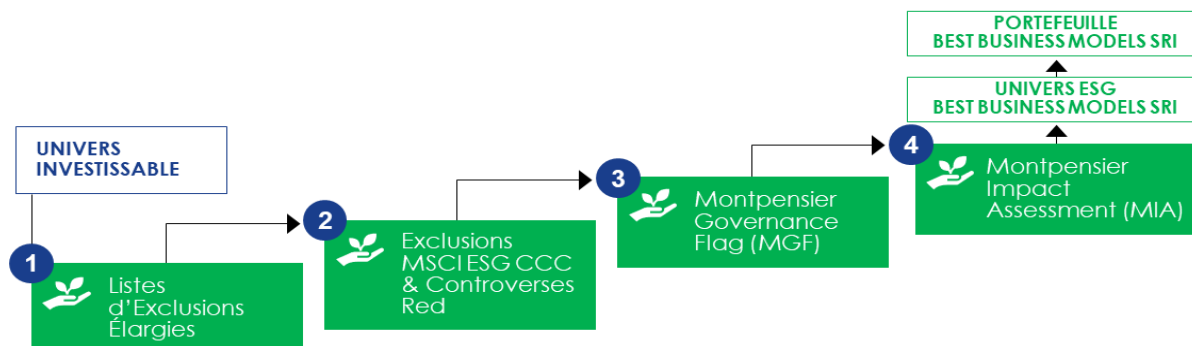 UNIVERS
INVESTISSABLE
1
Listes
d'Exclusions
Élargies
2
Exclusions
MSCI ESG CCC
& Controverses
Red
3
Montpensier
Governance
Flag (MGF)
4
Montpensier
Impact
Assessment (MIA)
UNIVERS ESG
BEST BUSINESS MODELS SRI
PORTEFEUILLE
BEST BUSINESS MODELS SRI